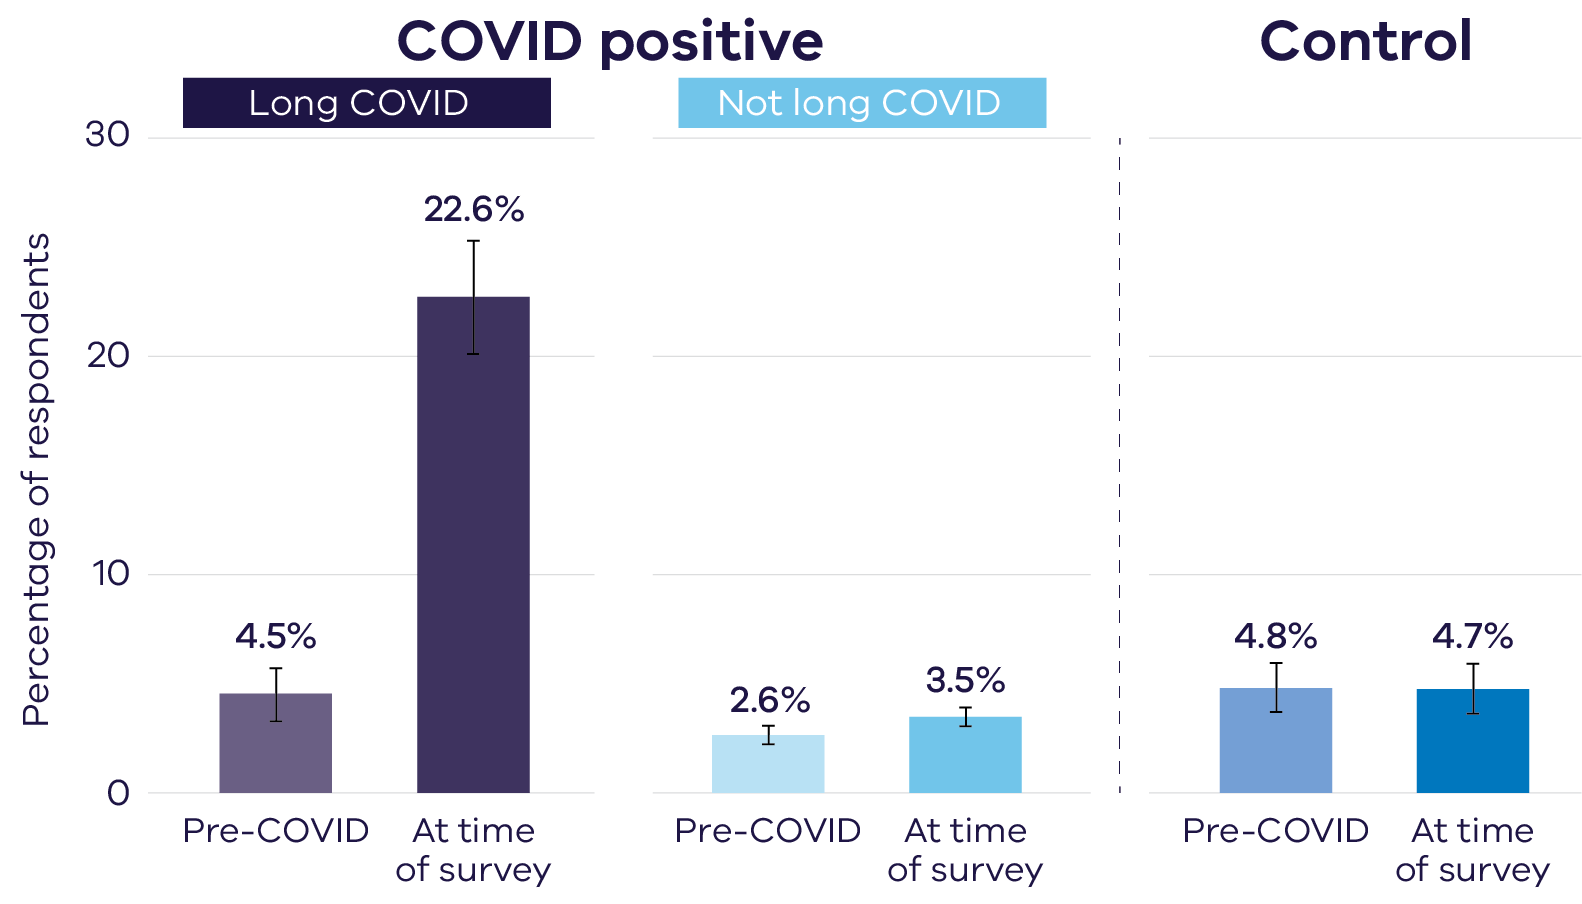 COVID positive
Control
Long COVID
Not long COVID
Percentage of respondents
30
20
10
0
4.5%
22.6%
2.6%
3.5%
4.8%
4.7%
Pre-COVID
At time
of survey
Pre-COVID
At time
of survey
Pre-COVID
At time
of survey